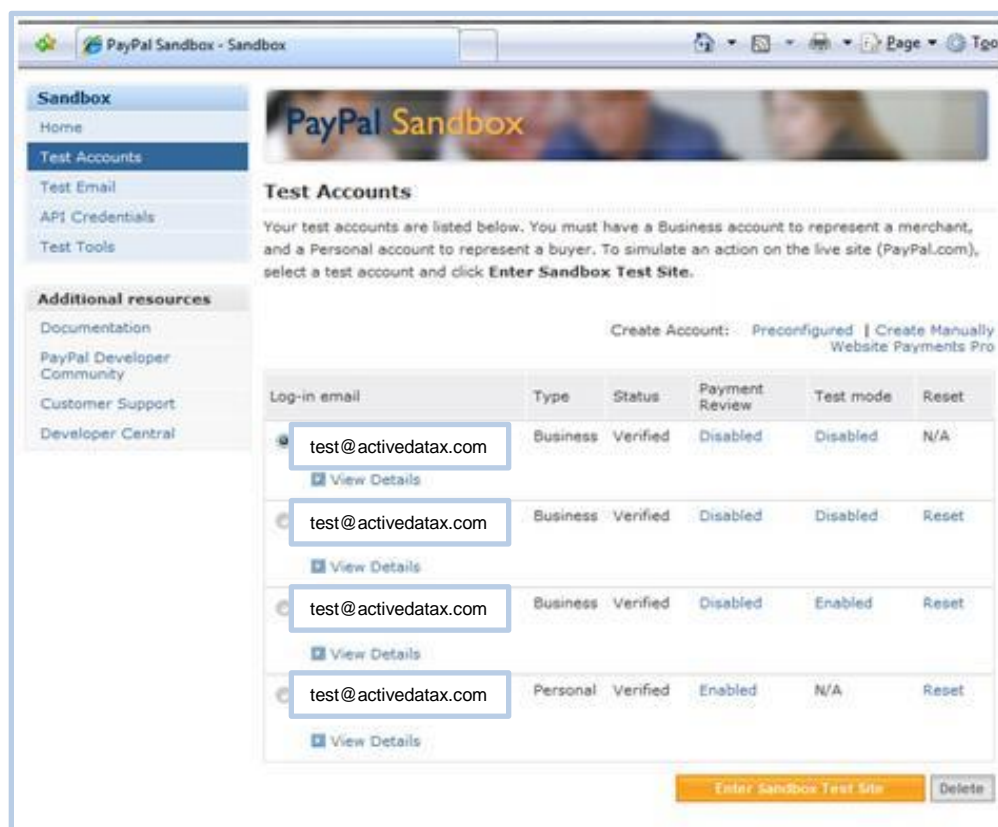 PayPal Sandbox - Sandbox
Page
Sandbox
Home
Test Accounts
Test Email
API Credentials
Test Tools
Additional resources
Documentation
PayPal Developer
Community
Customer Support
Developer Central
PayPal Sandbox
Test Accounts
Your test accounts are listed below. You must have a Business account to represent a merchant,
and a Personal account to represent a buyer. To simulate an action on the live site (PayPal.com),
select a test account and click Enter Sandbox Test Site.
Create Account: Preconfigured | Create Manually
Website Payments Pro
Log-in email Type Status Payment Review Test mode Reset
test@activedatax.com Business Verified Disabled Disabled N/A
View Details
test@activedatax.com Business Verified Disabled Disabled Reset
View Details
test@activedatax.com Business Verified Disabled Enabled Reset
View Details
test@activedatax.com Personal Verified Enabled N/A Reset
View Details
Enter Sandbox Test Site Delete